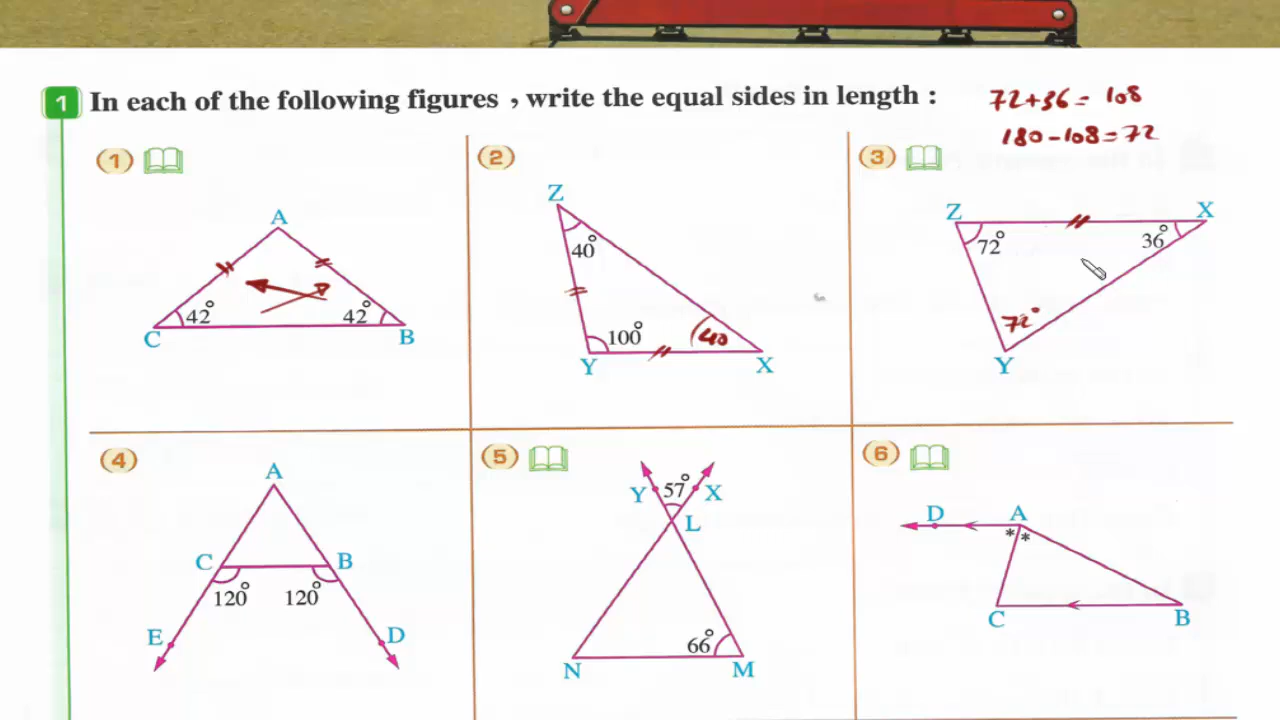 1 In each of the following figures , write the equal sides in length :
72+36= 108
180-108=72
(1)
A
42° 42°
C B
(2)
Z
40°
100° 40
Y X
(3)
Z X
72° 36°
72°
Y
(4)
A
C B
120° 120°
E D
(5)
Y 57° X
L
66°
N M
(6)
D A
* *
C B